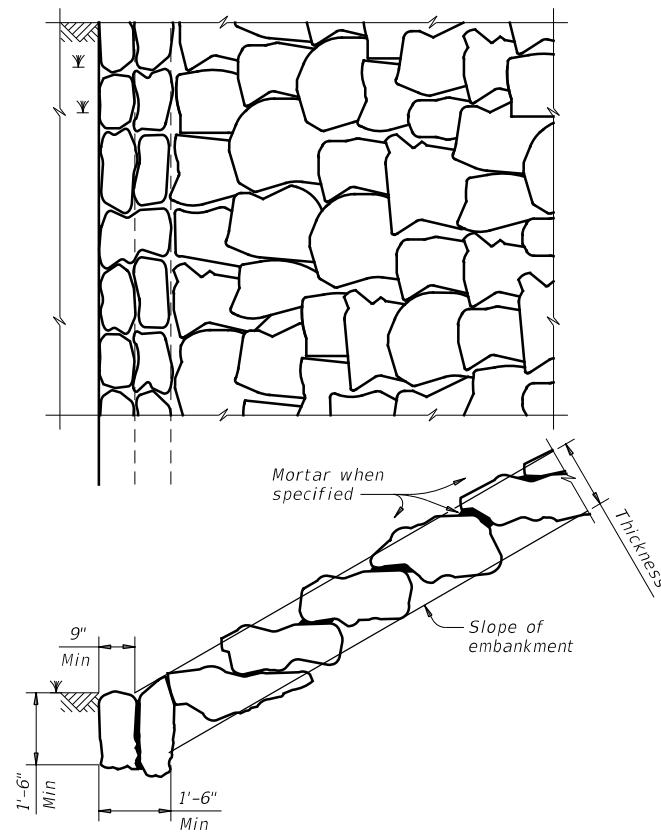 Mortar when
specified
Thickness
Slope of
embankment
9"
Min
1'-6"
Min
1'-6"
Min